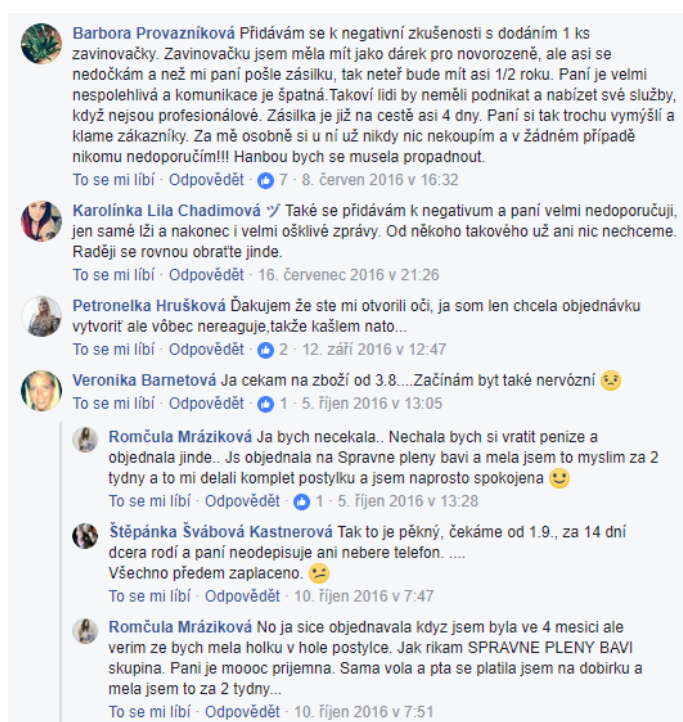 Barbora Provazníková Přidávám se k negativní zkušenosti s dodáním 1 ks
zavinovačky. Zavinovačku jsem měla mít jako dárek pro novorozeně, ale asi se
nedočkám a než mi paní pošle zásilku, tak neteř bude mít asi 1/2 roku. Paní je velmi
nespolehlivá a komunikace je špatná.Takoví lidi by neměli podnikat a nabízet své služby,
když nejsou profesionálové. Zásilka je již na cestě asi 4 dny. Paní si tak trochu vymýšlí a
klame zákazníky. Za mě osobně si u ní už nikdy nic nekoupím a v žádném případě
nikomu nedoporučím!!! Hanbou bych se musela propadnout.
To se mi líbí · Odpovědět · 7 · 8. červen 2016 v 16:32
Karolínka Lila Chadimová ヅ Také se přidávám k negativum a paní velmi nedoporučuji,
jen samé lži a nakonec i velmi ošklivé zprávy. Od někoho takového už ani nic nechceme.
Raději se rovnou obraťte jinde.
To se mi líbí · Odpovědět · 16. červenec 2016 v 21:26
Petronelka Hrušková Ďakujem že ste mi otvorili oči, ja som len chcela objednávku
vytvoriť ale vôbec nereaguje,takže kašlem nato...
To se mi líbí · Odpovědět · 2 · 12. září 2016 v 12:47
Veronika Barnetová Ja cekam na zboží od 3.8....Začínám byt také nervózní 😟
To se mi líbí · Odpovědět · 1 · 5. říjen 2016 v 13:05
Romčula Mráziková Ja bych necekala.. Nechala bych si vratit penize a
objednala jinde.. Js objednala na Spravne pleny bavi a mela jsem to myslim za 2
tydny a to mi delali komplet postylku a jsem naprosto spokojena 🙂
To se mi líbí · Odpovědět · 1 · 5. říjen 2016 v 13:28
Štěpánka Švábová Kastnerová Tak to je pěkný, čekáme od 1.9., za 14 dní
dcera rodí a paní neodepisuje ani nebere telefon. ....
Všechno předem zaplaceno. 😕
To se mi líbí · Odpovědět · 10. říjen 2016 v 7:47
Romčula Mráziková No ja sice objednavala kdyz jsem byla ve 4 mesici ale
verim ze bych mela holku v hole postylce. Jak rikam SPRAVNE PLENY BAVI
skupina. Pani je moooc prijemna. Sama vola a pta se platila jsem na dobirku a
mela jsem to za 2 tydny...
To se mi líbí · Odpovědět · 10. říjen 2016 v 7:51